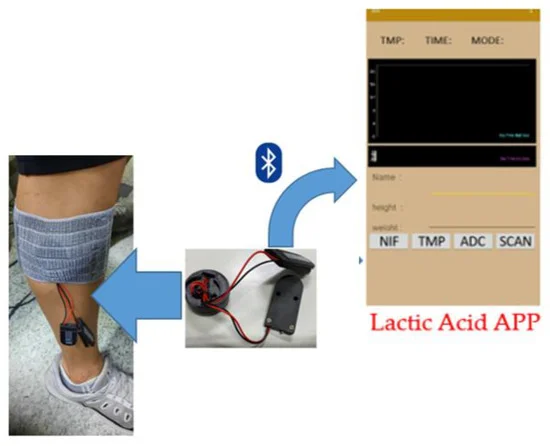 TMP: TIME: MODE:
Name :
height :
weight :
NIF TMP ADC SCAN
Lactic Acid APP